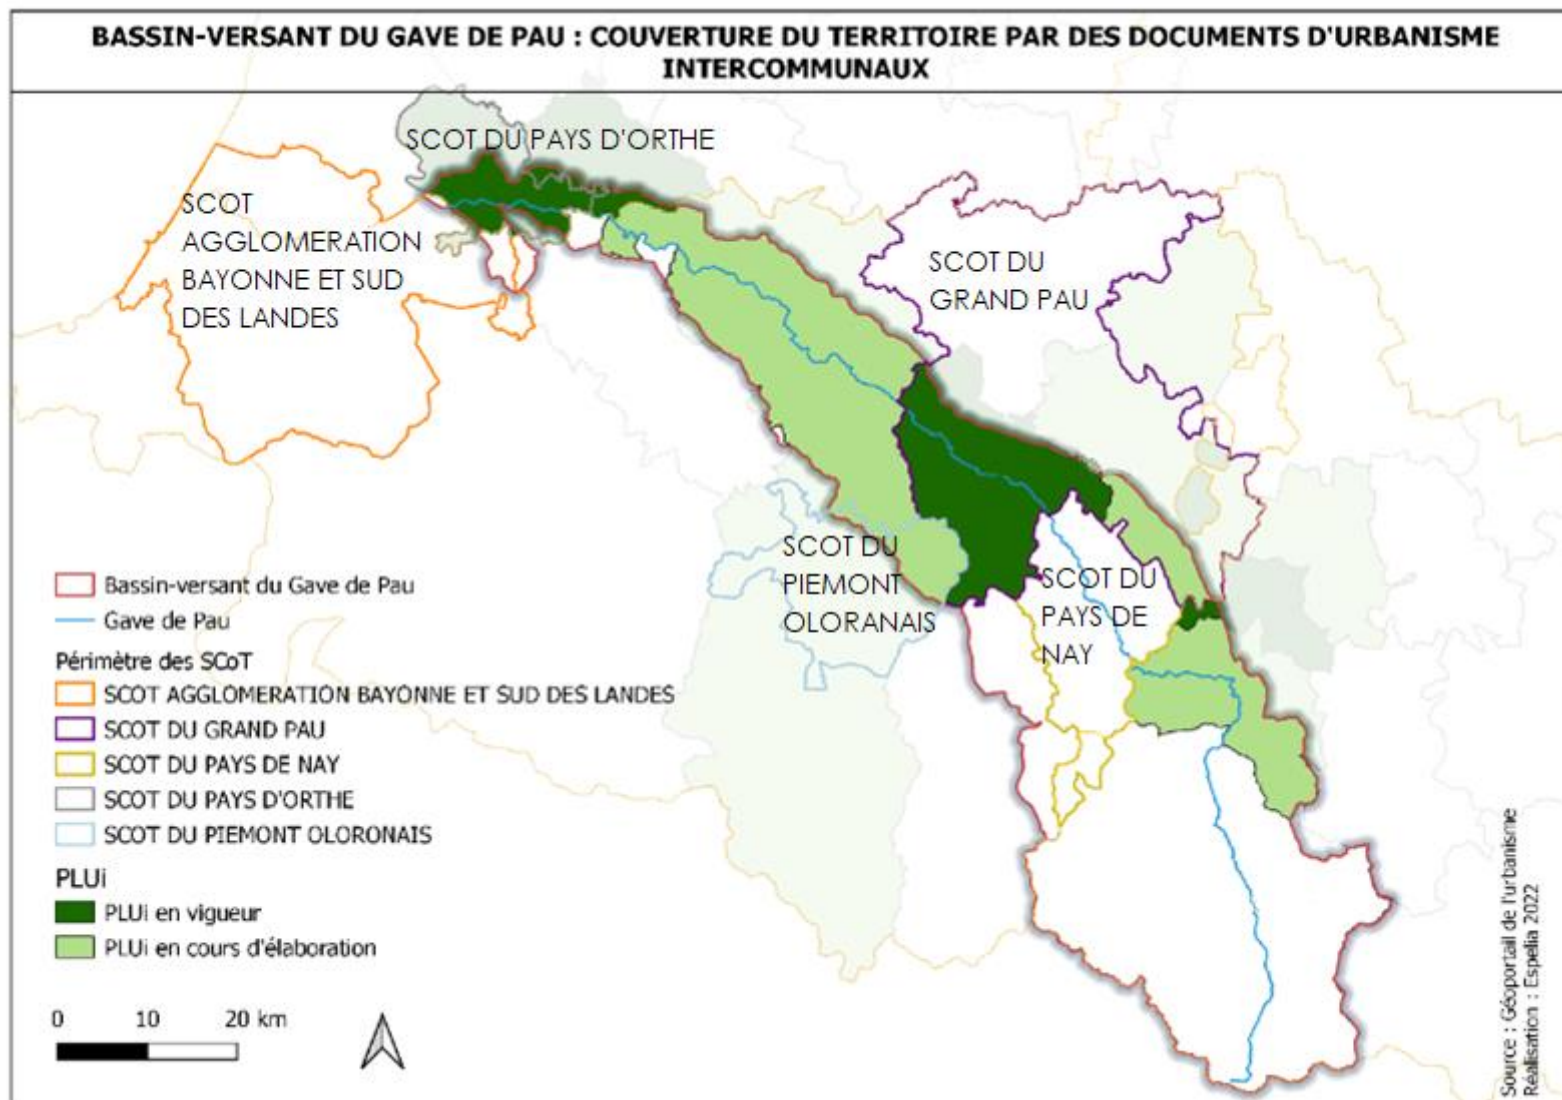 BASSIN-VERSANT DU GAVE DE PAU : COUVERTURE DU TERRITOIRE PAR DES DOCUMENTS D'URBANISME
INTERCOMMUNAUX
SCOT DU PAYS D'ORTHE
SCOT
AGGLOMERATION
BAYONNE ET SUD
DES LANDES
SCOT DU
GRAND PAU
SCOT DU
PIEMONT
OLORANAIS
SCOT DU
PAYS DE
NAY
Bassin-versant du Gave de Pau
Gave de Pau
Périmètre des SCoT
SCOT AGGLOMERATION BAYONNE ET SUD DES LANDES
SCOT DU GRAND PAU
SCOT DU PAYS DE NAY
SCOT DU PAYS D'ORTHE
SCOT DU PIEMONT OLORONAIS
PLUi
PLUi en vigueur
PLUi en cours d'élaboration
0 10 20 km
Source : Géoportail de l'urbanisme
Réalisation : Espelia 2022